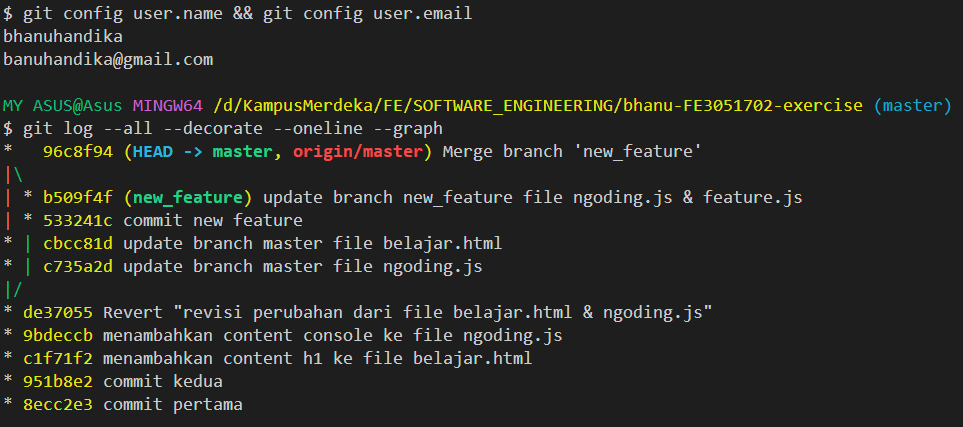 $ git config user.name && git config user.email
bhanuhandika
banuhandika@gmail.com
MY ASUS@Asus MINGW64 /d/KampusMerdeka/FE/SOFTWARE_ENGINEERING/bhanu-FE3051702-exercise (master)
$ git log --all --decorate --oneline --graph
*   96c8f94 (HEAD -> master, origin/master) Merge branch 'new_feature'
|\
| * b509f4f (new_feature) update branch new_feature file ngoding.js & feature.js
| * 533241c commit new feature
* | cbcc81d update branch master file belajar.html
* | c735a2d update branch master file ngoding.js
|/
* de37055 Revert "revisi perubahan dari file belajar.html & ngoding.js"
* 9bdeccb menambahkan content console ke file ngoding.js
* c1f71f2 menambahkan content h1 ke file belajar.html
* 951b8e2 commit kedua
* 8ecc2e3 commit pertama